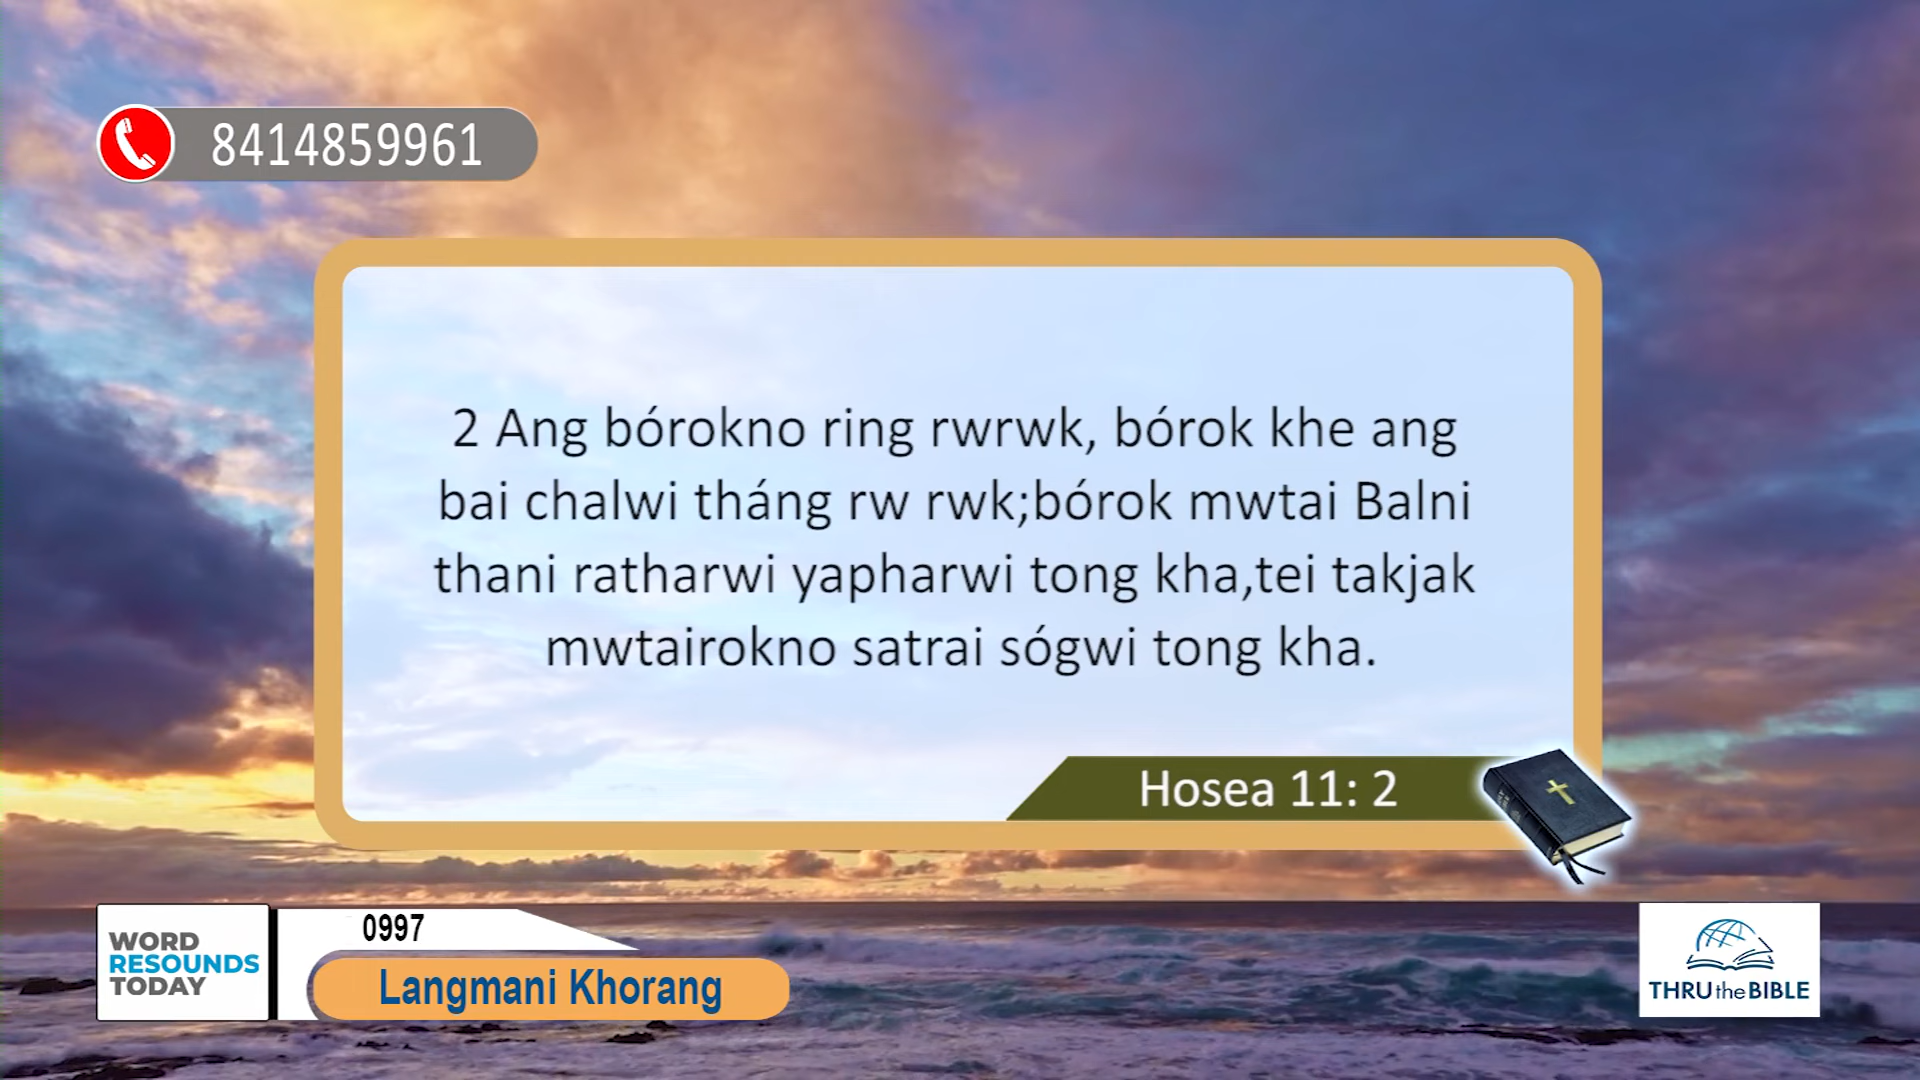 8414859961
2 Ang bórokno ring rwrwk, bórok khe ang
bai chalwi tháng rw rwk;bórok mwtai Balni
thani ratharwi yapharwi tong kha,tei takjak
mwtairokno satrai sógwi tong kha.
Hosea 11: 2
WORD
RESOUNDS
TODAY
0997
Langmani Khorang
THRU the BIBLE